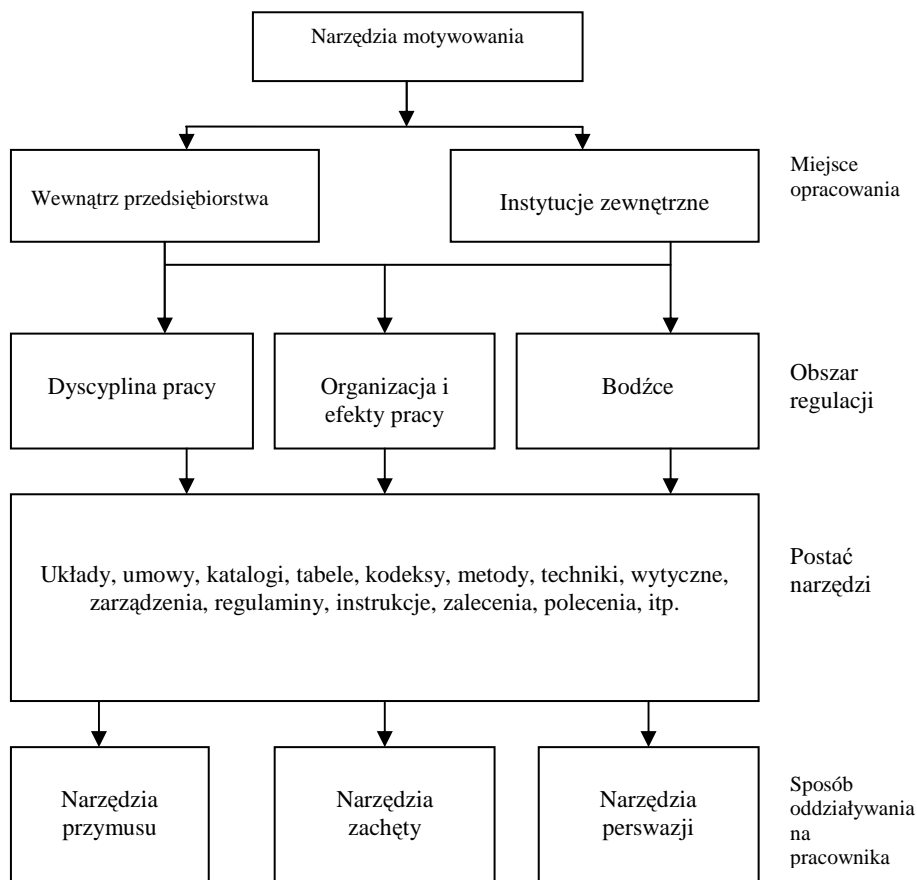 Narzędzia motywowania
Wewnątrz przedsiębiorstwa
Instytucje zewnętrzne
Miejsce
opracowania
Dyscyplina pracy
Organizacja i
efekty pracy
Bodźce
Obszar
regulacji
Układy, umowy, katalogi, tabele, kodeksy, metody, techniki, wytyczne,
zarządzenia, regulaminy, instrukcje, zalecenia, polecenia, itp.
Postać
narzędzi
Narzędzia
przymusu
Narzędzia
zachęty
Narzędzia
perswazji
Sposób
oddziaływania
na
pracownika